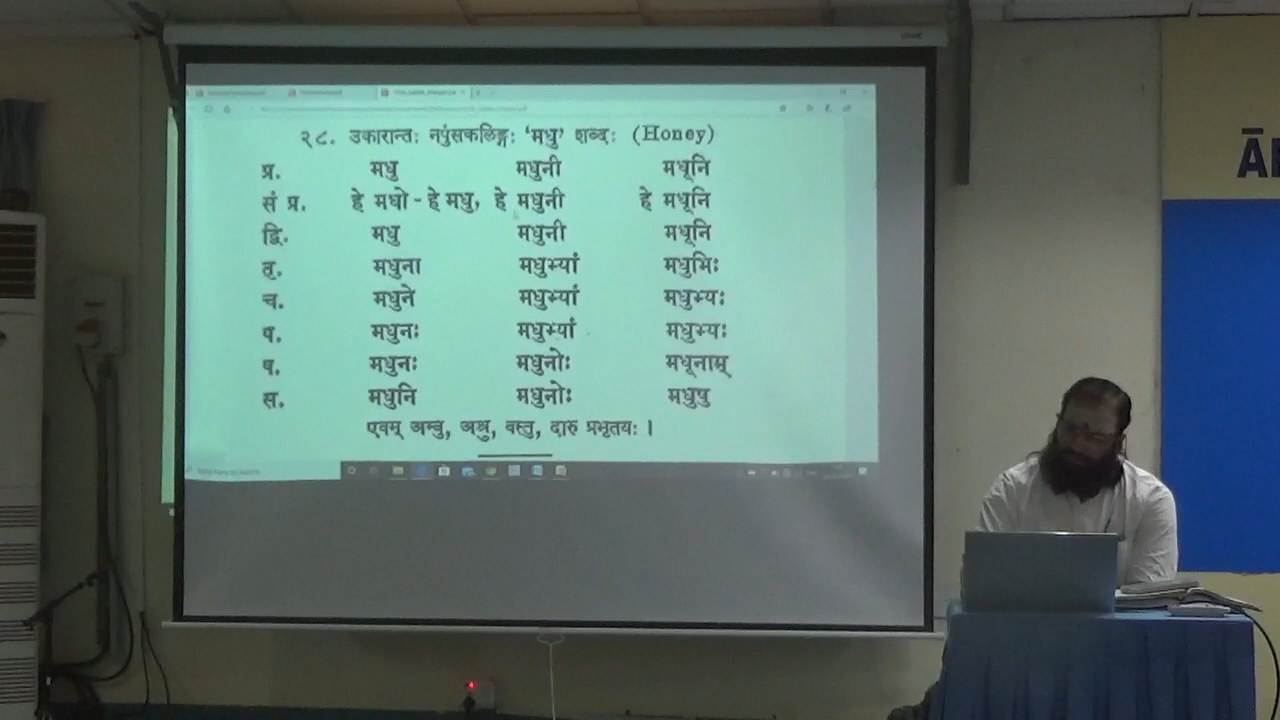 २८. उकारान्तः नपुंसकलिङ्गः 'मधु' शब्दः (Honey)
प्र. मधु मधुनी मधूनि
सं प्र. हे मधो - हे मधु, हे मधुनी हे मधूनि
द्वि. मधु मधुनी मधूनि
तृ. मधुना मधुभ्यां मधुभिः
च. मधुने मधुभ्यां मधुभ्यः
प. मधुनः मधुभ्यां मधुभ्यः
ष. मधुनः मधुनोः मधूनाम्
स. मधुनि मधुनोः मधुषु
एवम् अम्बु, अश्रु, वस्तु, दारु प्रभृतयः ।